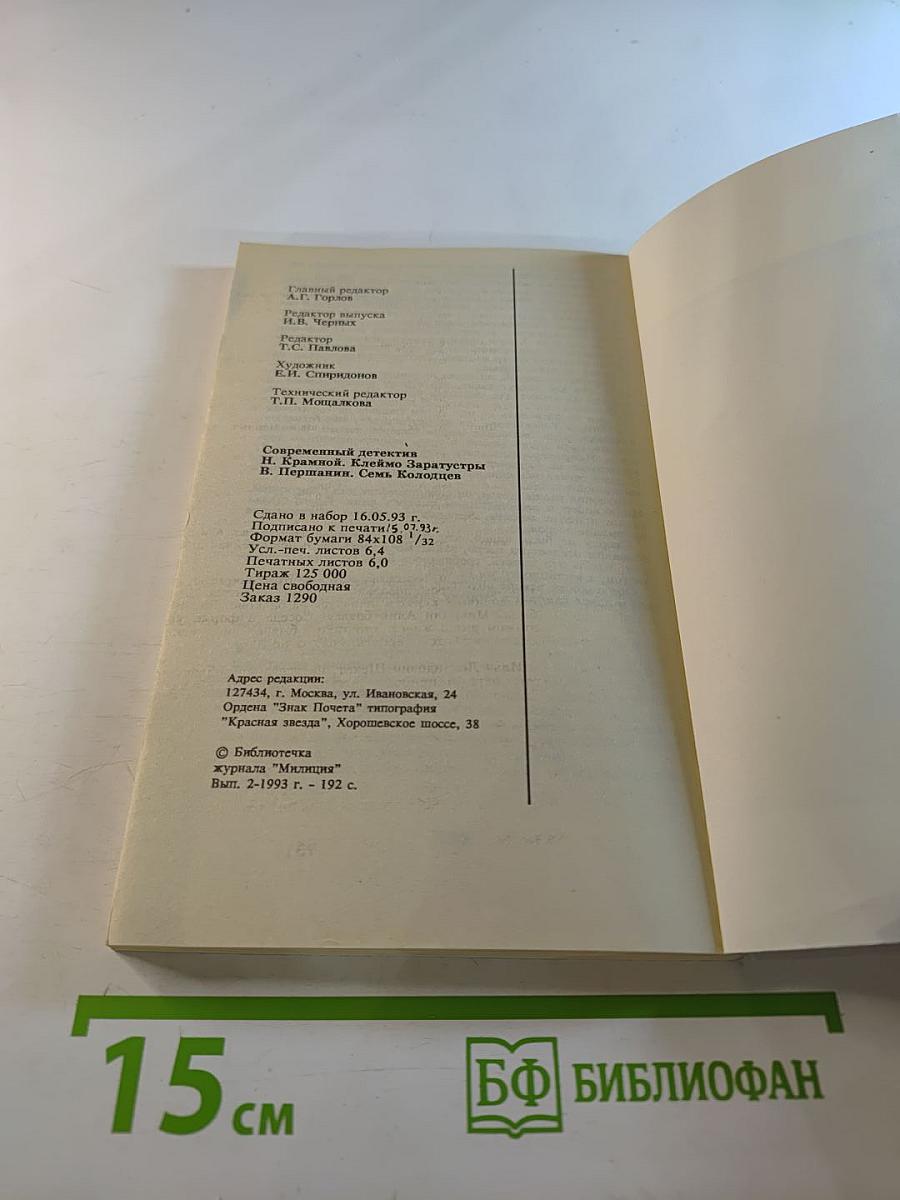 Главный редактор
А.Г. Горлов
Редактор выпуска
И.В. Черных
Редактор
Т.С. Павлова
Художник
Е.И. Спиридонов
Технический редактор
Т.П. Мощалкова
Современный детектив
Н. Крамной. Клеймо Заратустры
В. Першанин. Семь Колодцев
Сдано в набор 16.05.93 г.
Подписано к печати 15.07.93г.
Формат бумаги 84х108 1/32
Усл.-печ. листов 6,4
Печатных листов 6,0
Тираж 125 000
Цена свободная
Заказ 1290
Адрес редакции:
127434, г. Москва, ул. Ивановская, 24
Ордена "Знак Почета" типография
"Красная звезда", Хорошевское шоссе, 38
© Библиотечка
журнала "Милиция"
Вып. 2-1993 г. - 192 с.
15 см
БФ БИБЛИОФАН